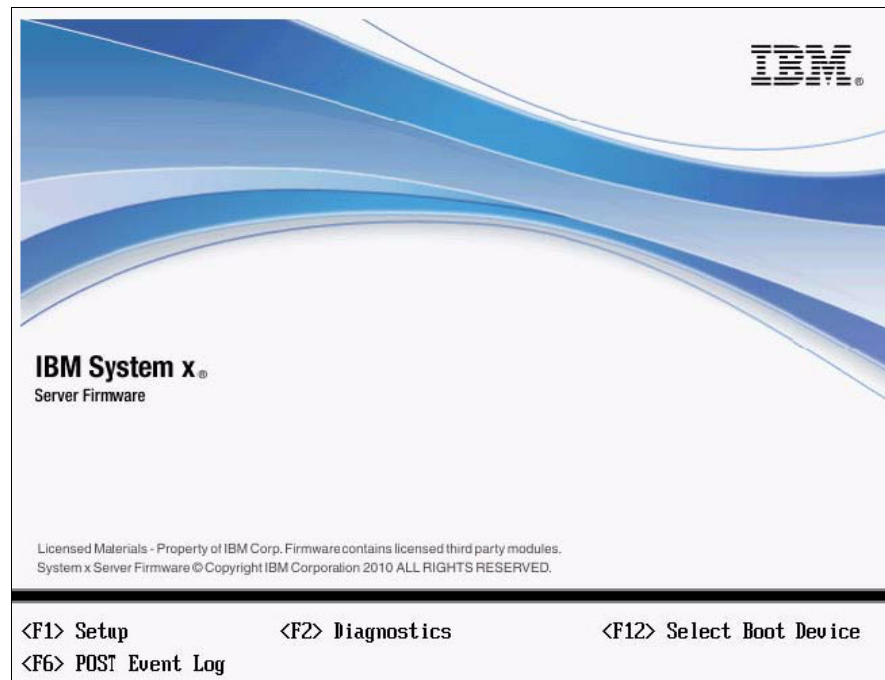 IBM®
IBM System x®
Server Firmware
Licensed Materials - Property of IBM Corp. Firmware contains licensed third party modules.
System x Server Firmware © Copyright IBM Corporation 2010 ALL RIGHTS RESERVED.
<F1> Setup <F2> Diagnostics <F12> Select Boot Device
<F6> POST Event Log